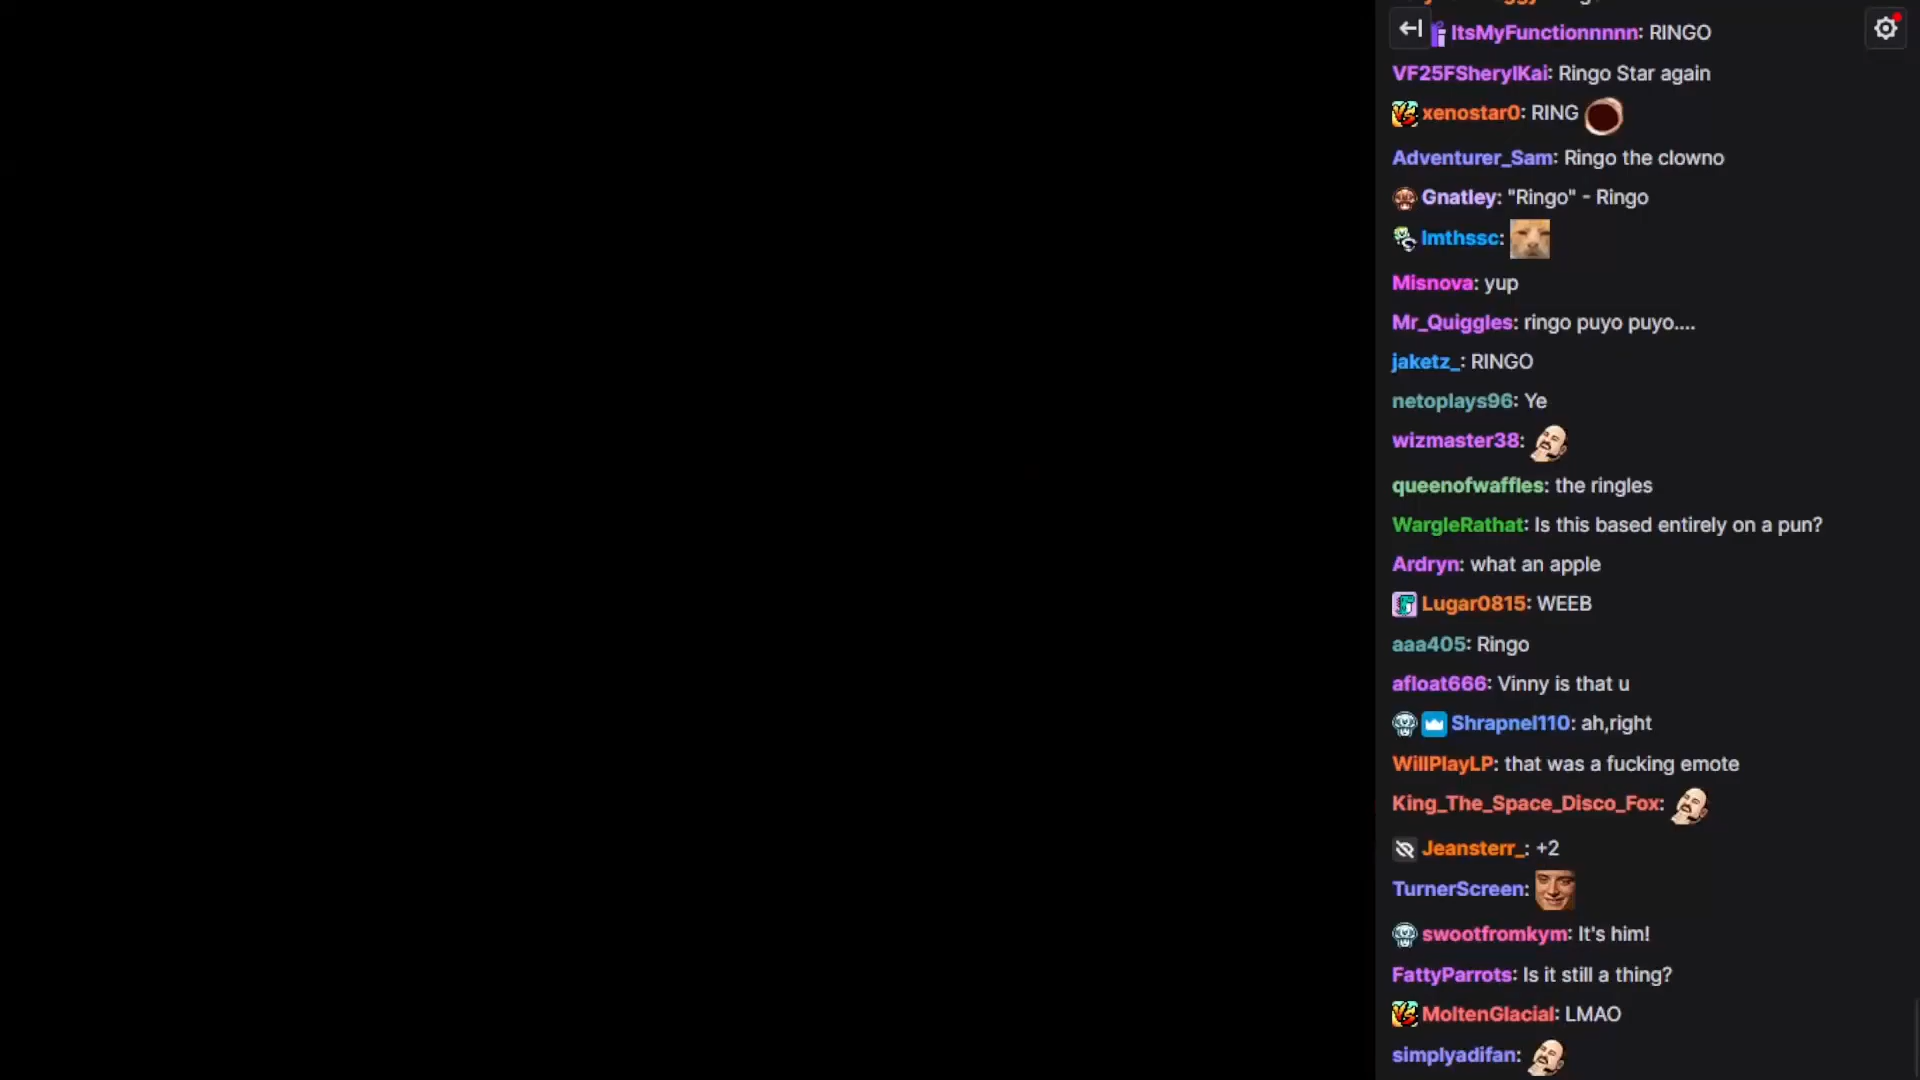 ItsMyFunctionnnnn: RINGO
VF25FSherylKai: Ringo Star again
xenostar0: RING
Adventurer_Sam: Ringo the clowno
Gnatley: "Ringo" - Ringo
lmthssc:
Misnova: yup
Mr_Quiggles: ringo puyo puyo....
jaketz_: RINGO
netoplays96: Ye
wizmaster38:
queenofwaffles: the ringles
WargleRathat: Is this based entirely on a pun?
Ardryn: what an apple
Lugar0815: WEEB
aaa405: Ringo
afloat666: Vinny is that u
Shrapnel110: ah,right
WillPlayLP: that was a fucking emote
King_The_Space_Disco_Fox:
Jeansterr_: +2
TurnerScreen:
swootfromkym: It's him!
FattyParrots: Is it still a thing?
MoltenGlacial: LMAO
simplyadifan: